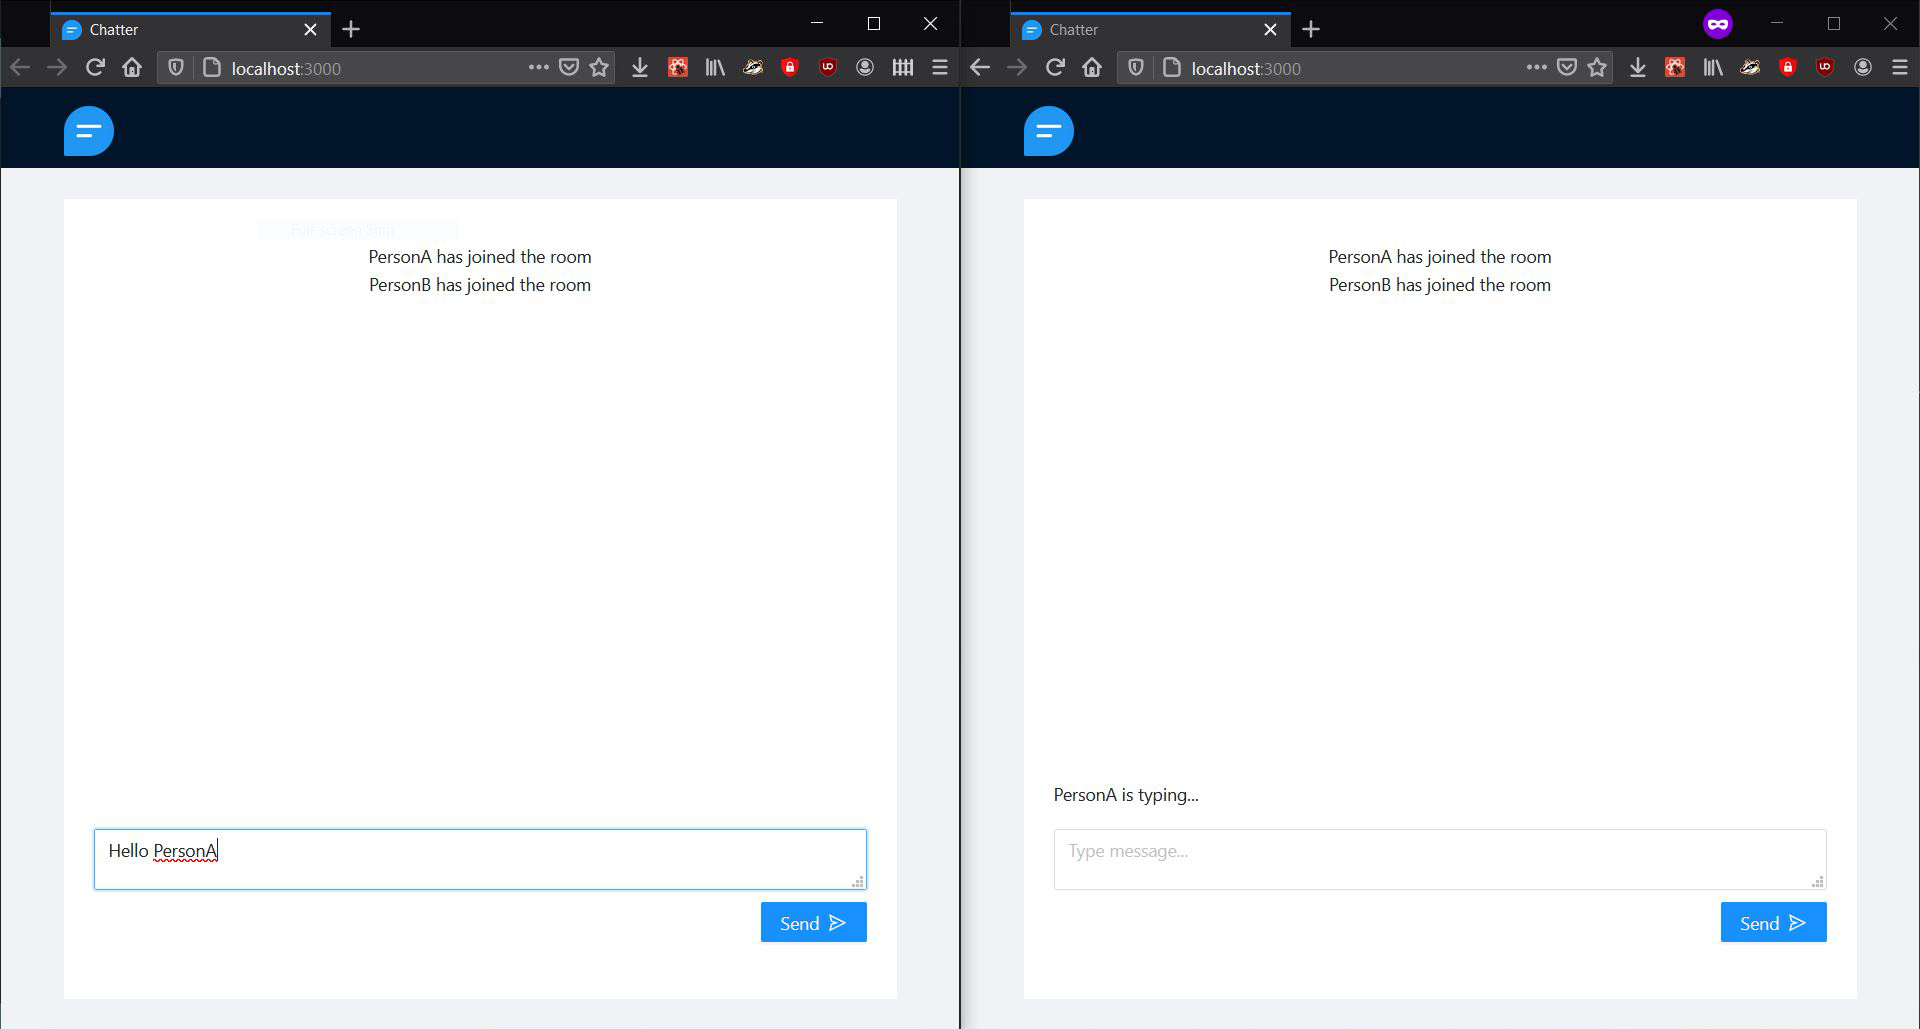 Chatter
localhost:3000
Full-screen Snip
PersonA has joined the room
PersonB has joined the room
Hello PersonA
Send
Chatter
localhost:3000
PersonA has joined the room
PersonB has joined the room
PersonA is typing...
Type message...
Send